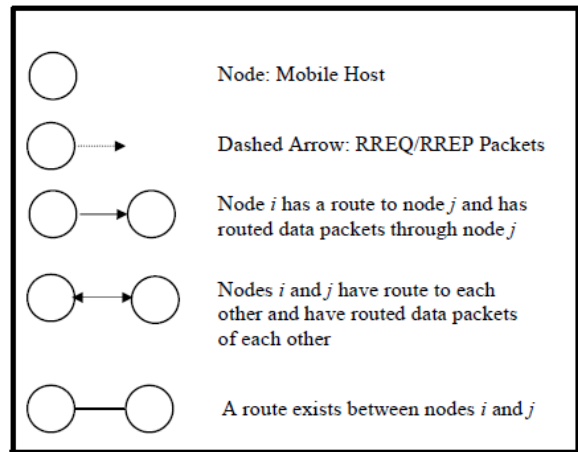 Node: Mobile Host
Dashed Arrow: RREQ/RREP Packets
Node i has a route to node j and has
routed data packets through node j
Nodes i and j have route to each
other and have routed data packets
of each other
A route exists between nodes i and j